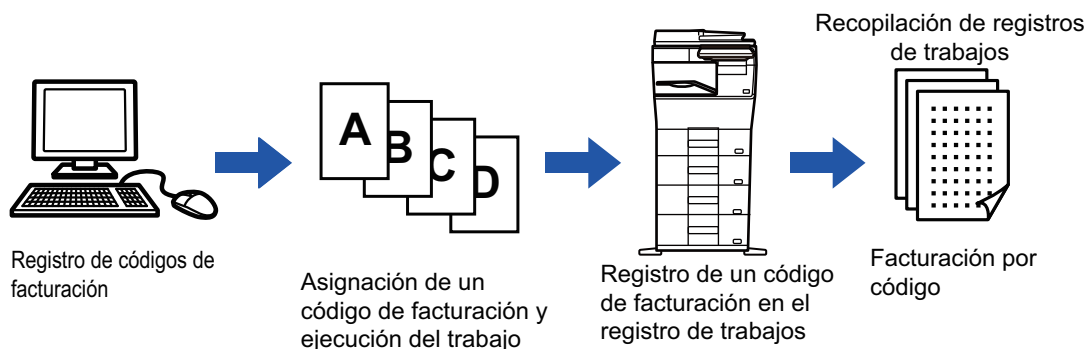 Registro de códigos de
facturación
A
B
C
D
Asignación de un
código de facturación y
ejecución del trabajo
Registro de un código
de facturación en el
registro de trabajos
Recopilación de registros
de trabajos
Facturación por
código